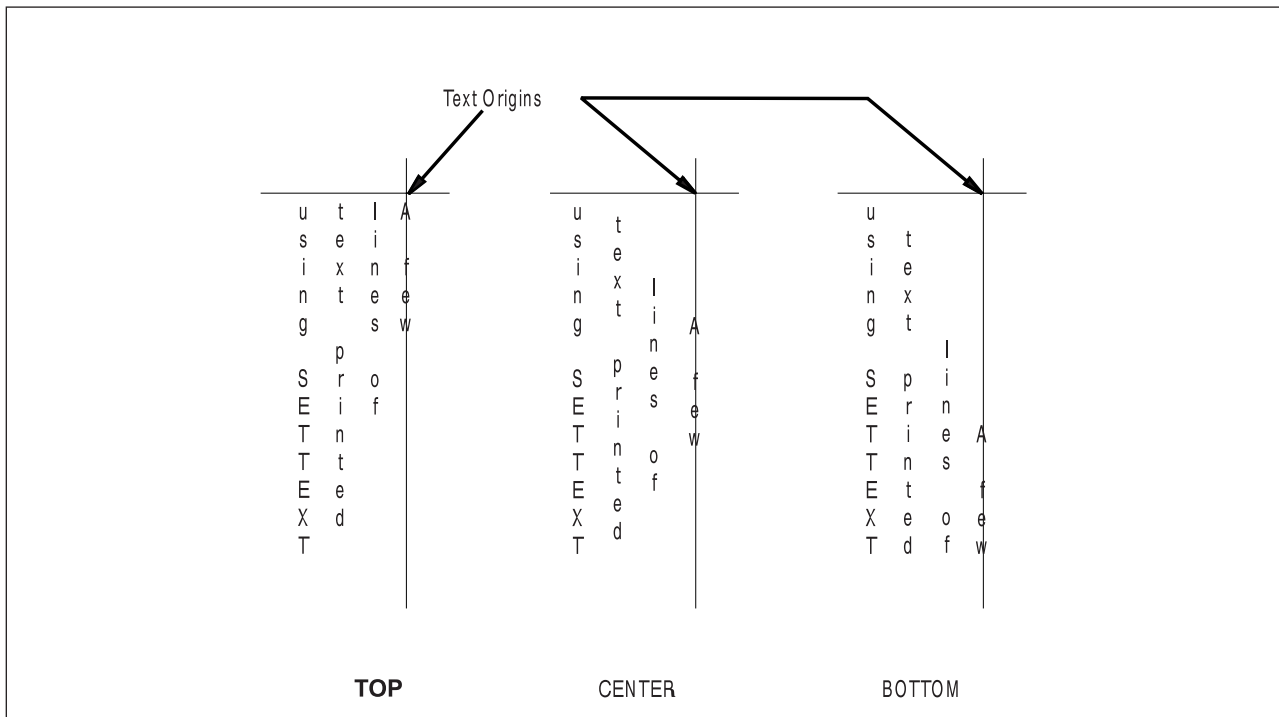 Text Origins
A few
lines of
text printed
using SETTEXT
A few
lines of
text printed
using SETTEXT
A few
lines of
text printed
using SETTEXT
TOP
CENTER
BOTTOM